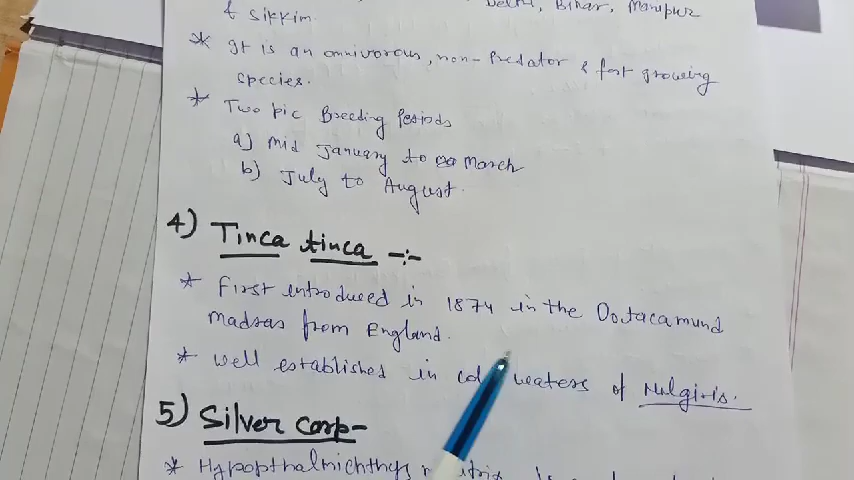 & Sikkim. Delhi, Bihar, Manipur
* It is an omnivorous, non-Predator & fast growing
species.
* Two pic Breeding Periods
a) mid January to March
b) July to August.
4) Tinca tinca -:-
* First introduced in 1874 in the Ootacamund
madras from England.
* well established in waters of Nulgiris.
5) Silver carp-
* Hypopthalmichthys